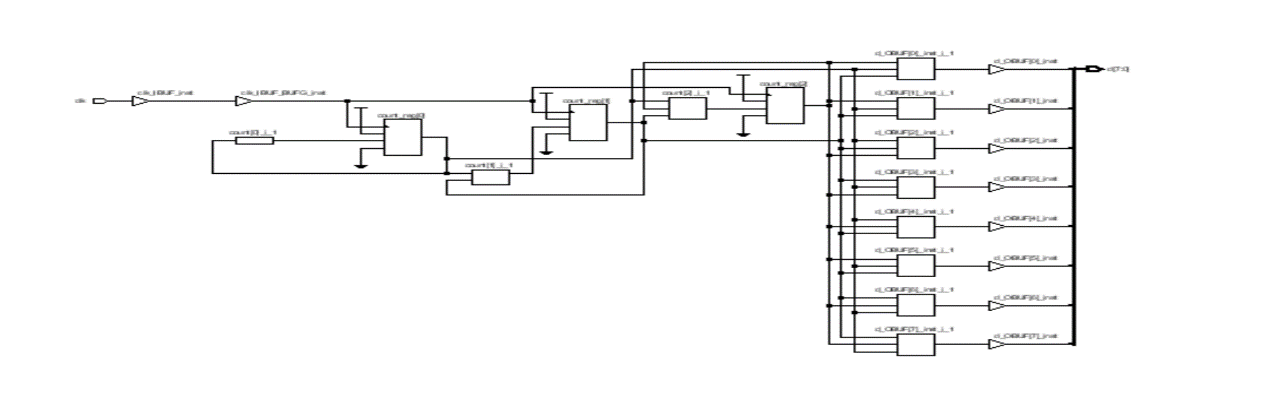 clk
clk_IBUF_inst
clk_IBUF_BUFG_inst
count[0]_i_1
count_reg[0]
count[1]_i_1
count_reg[1]
count[2]_i_1
count_reg[2]
d_OBUF[0]_inst_i_1
d_OBUF[0]_inst
d[7:0]
d_OBUF[1]_inst_i_1
d_OBUF[1]_inst
d_OBUF[2]_inst_i_1
d_OBUF[2]_inst
d_OBUF[3]_inst_i_1
d_OBUF[3]_inst
d_OBUF[4]_inst_i_1
d_OBUF[4]_inst
d_OBUF[5]_inst_i_1
d_OBUF[5]_inst
d_OBUF[6]_inst_i_1
d_OBUF[6]_inst
d_OBUF[7]_inst_i_1
d_OBUF[7]_inst